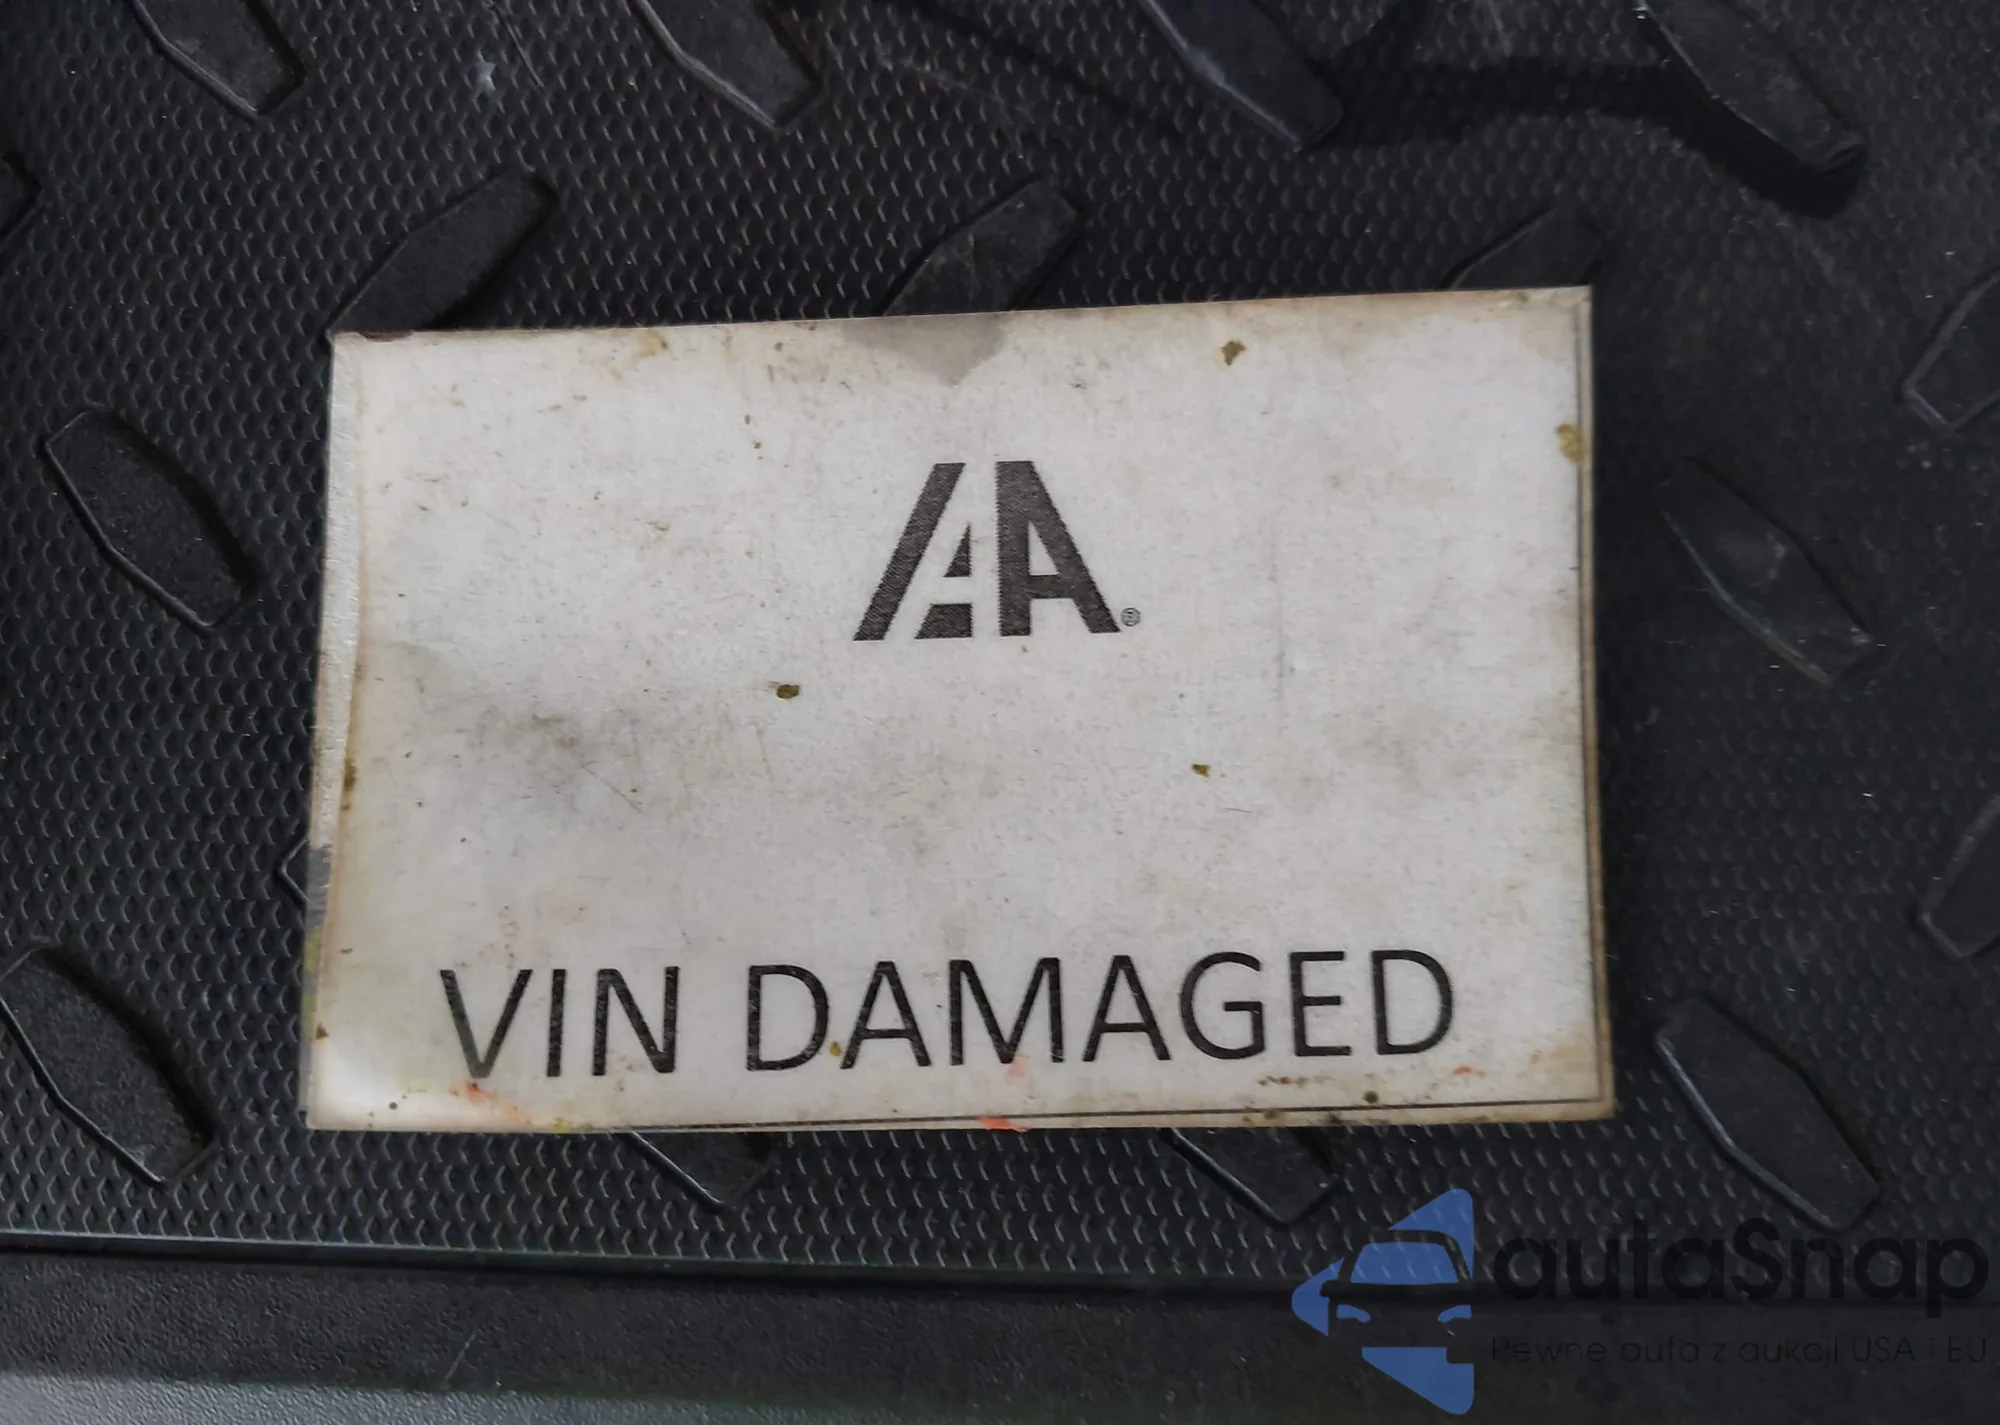 IAA®
VIN DAMAGED
autaSnap
Pewne auta z aukcji USA i EU